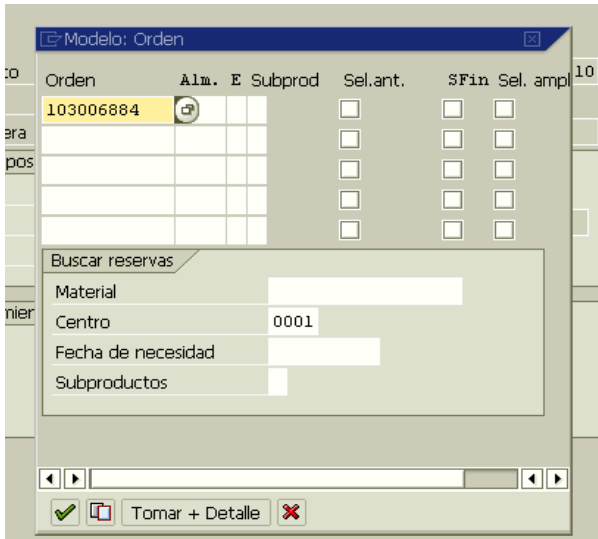 Modelo: Orden
Orden Alm. E Subprod Sel.ant. SFin Sel. ampl
103006884
Buscar reservas
Material
Centro 0001
Fecha de necesidad
Subproductos
Tomar + Detalle
10